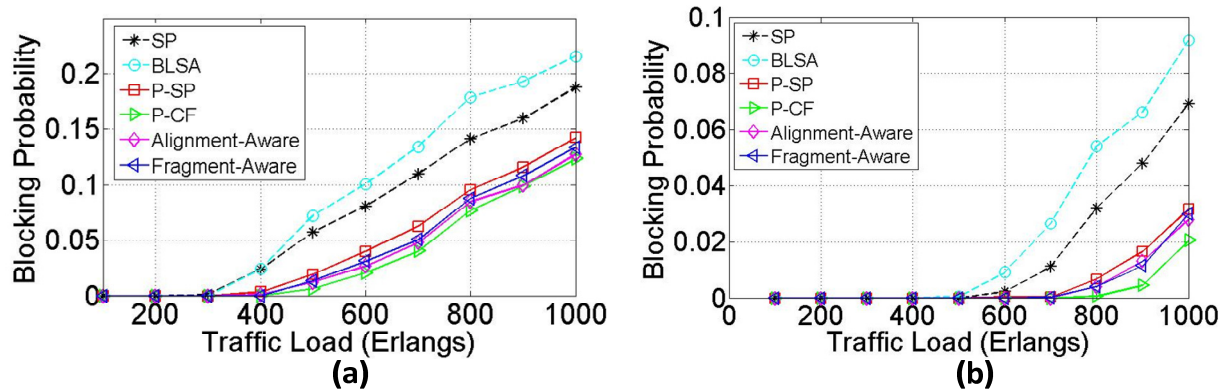 SP
BLSA
P-SP
P-CF
Alignment-Aware
Fragment-Aware
Blocking Probability
0.2
0.15
0.1
0.05
0
200 400 600 800 1000
Traffic Load (Erlangs)
(a)
SP
BLSA
P-SP
P-CF
Alignment-Aware
Fragment-Aware
Blocking Probability
0.1
0.08
0.06
0.04
0.02
0
0 200 400 600 800 1000
Traffic Load (Erlangs)
(b)